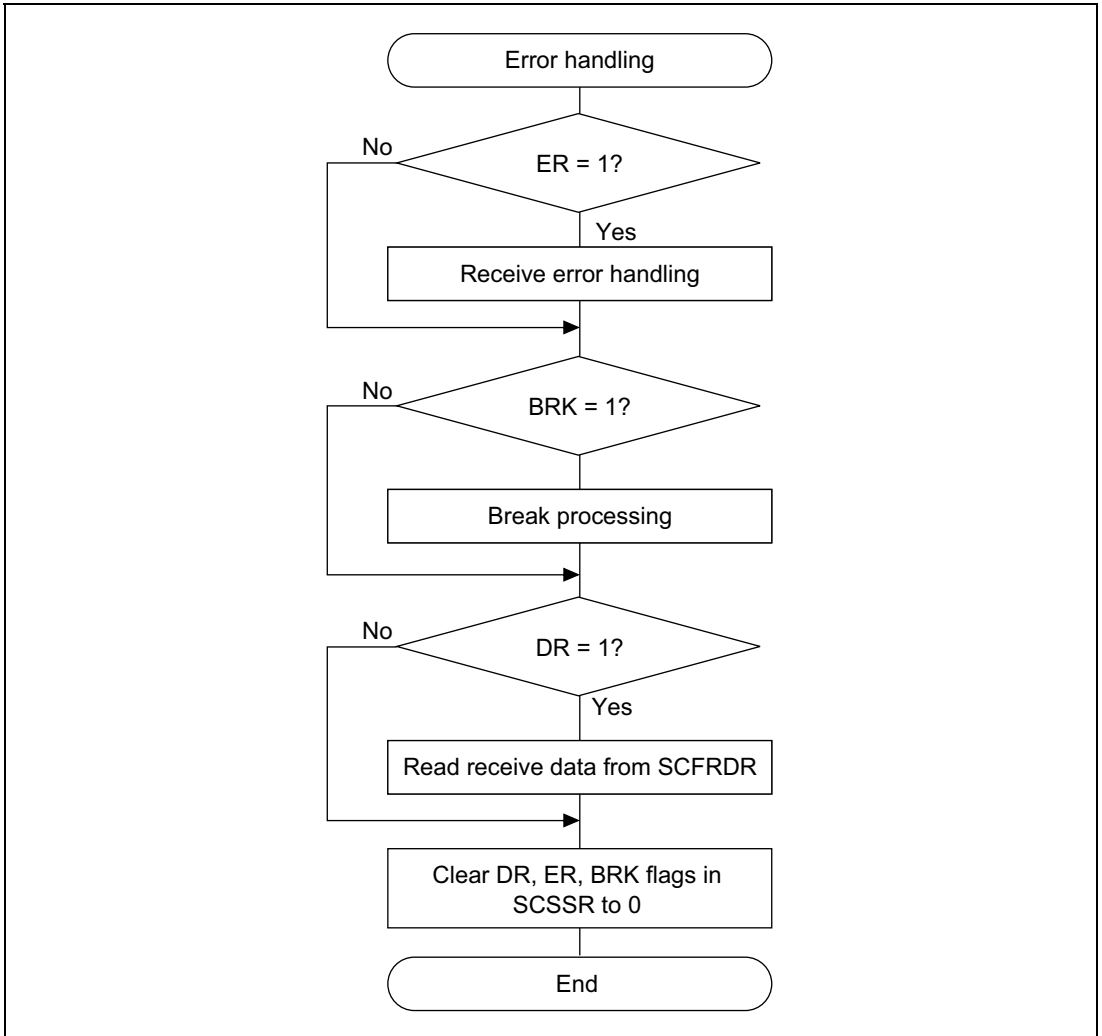 Error handling
No
ER = 1?
Yes
Receive error handling
No
BRK = 1?
Break processing
No
DR = 1?
Yes
Read receive data from SCFRDR
Clear DR, ER, BRK flags in
SCSSR to 0
End